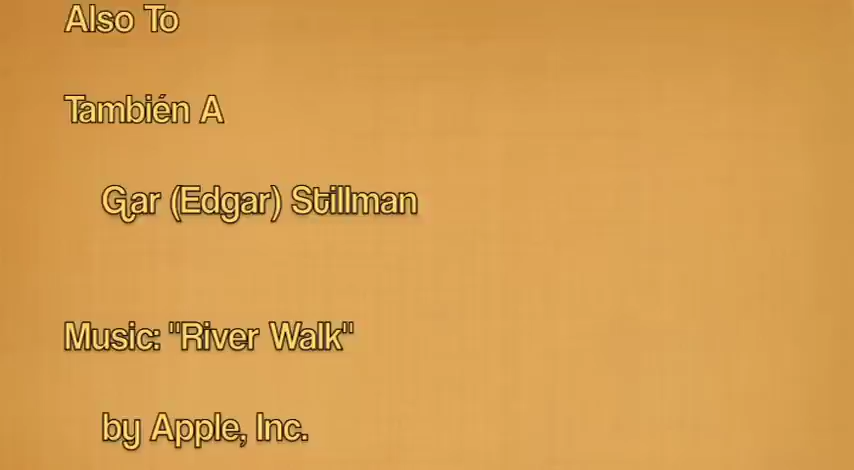 Also To
También A
Gar (Edgar) Stillman
Music: "River Walk"
by Apple, Inc.